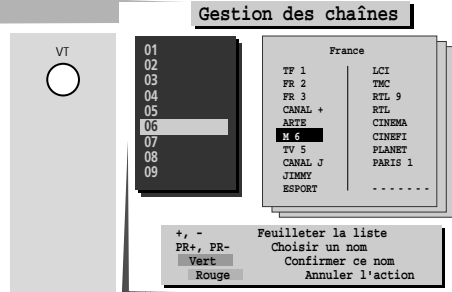 Gestion des chaînes
VT
01
02
03
04
05
06
07
08
09
France
TF 1
FR 2
FR 3
CANAL +
ARTE
M 6
TV 5
CANAL J
JIMMY
ESPORT
LCI
TMC
RTL 9
RTL
CINEMA
CINEFI
PLANET
PARIS 1
- - - - - - -
+, - Feuilleter la liste
PR+, PR- Choisir un nom
Vert Confirmer ce nom
Rouge Annuler l'action